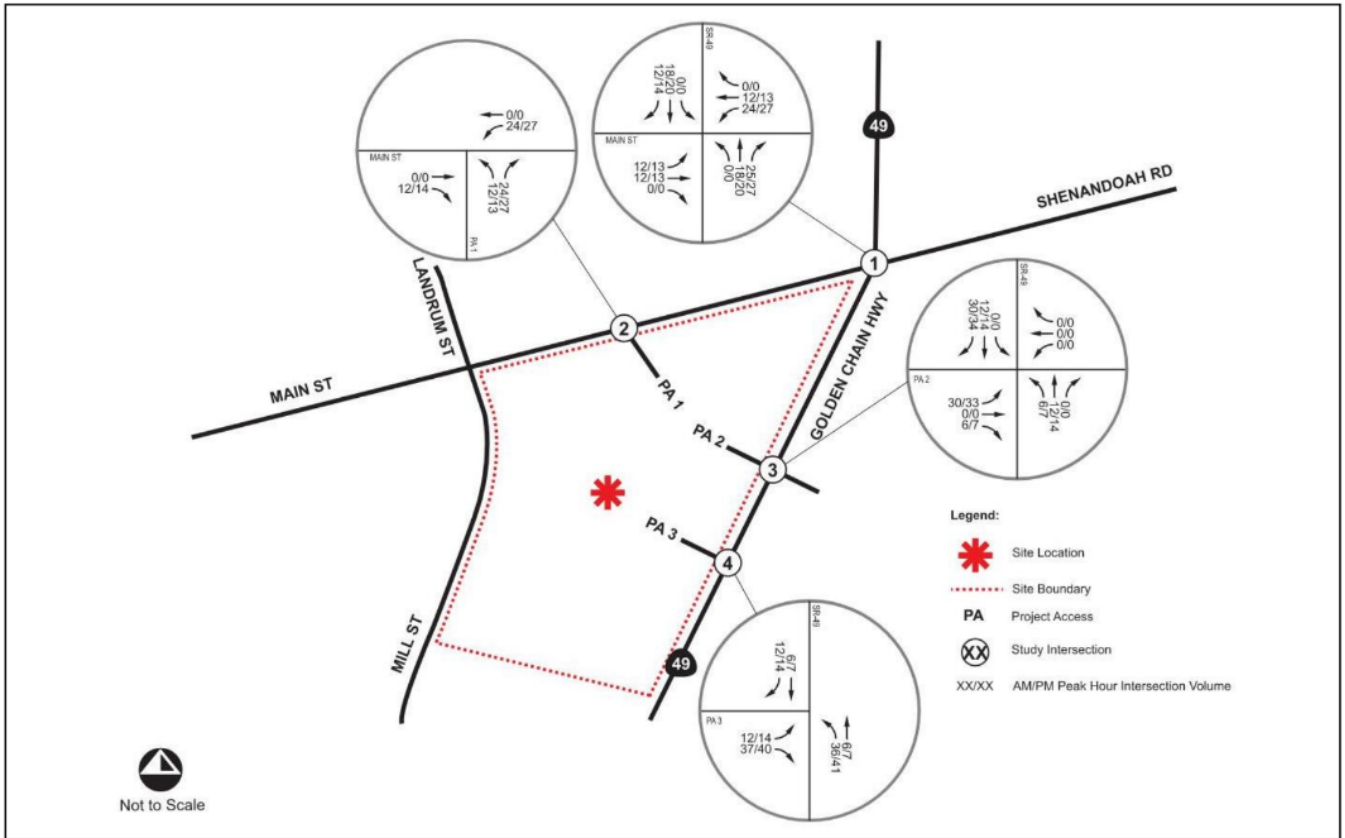 SR-49
18/20
12/14
0/0
0/0
12/13
24/27
MAIN ST
12/13
12/13
0/0
25/27
18/20
0/0
0/0
24/27
MAIN ST
0/0
12/14
24/27
12/13
PA 1
49
SHENANDOAH RD
1
LANDRUM ST
2
MAIN ST
PA 1
GOLDEN CHAIN HWY
PA 2
3
PA 3
4
MILL ST
49
SR-49
0/0
12/14
30/34
0/0
0/0
0/0
PA 2
30/33
0/0
6/7
0/0
12/14
6/7
SR-49
6/7
12/14
PA 3
12/14
37/40
6/7
36/41
Legend:
Site Location
Site Boundary
PA Project Access
XX Study Intersection
XX/XX AM/PM Peak Hour Intersection Volume
Not to Scale